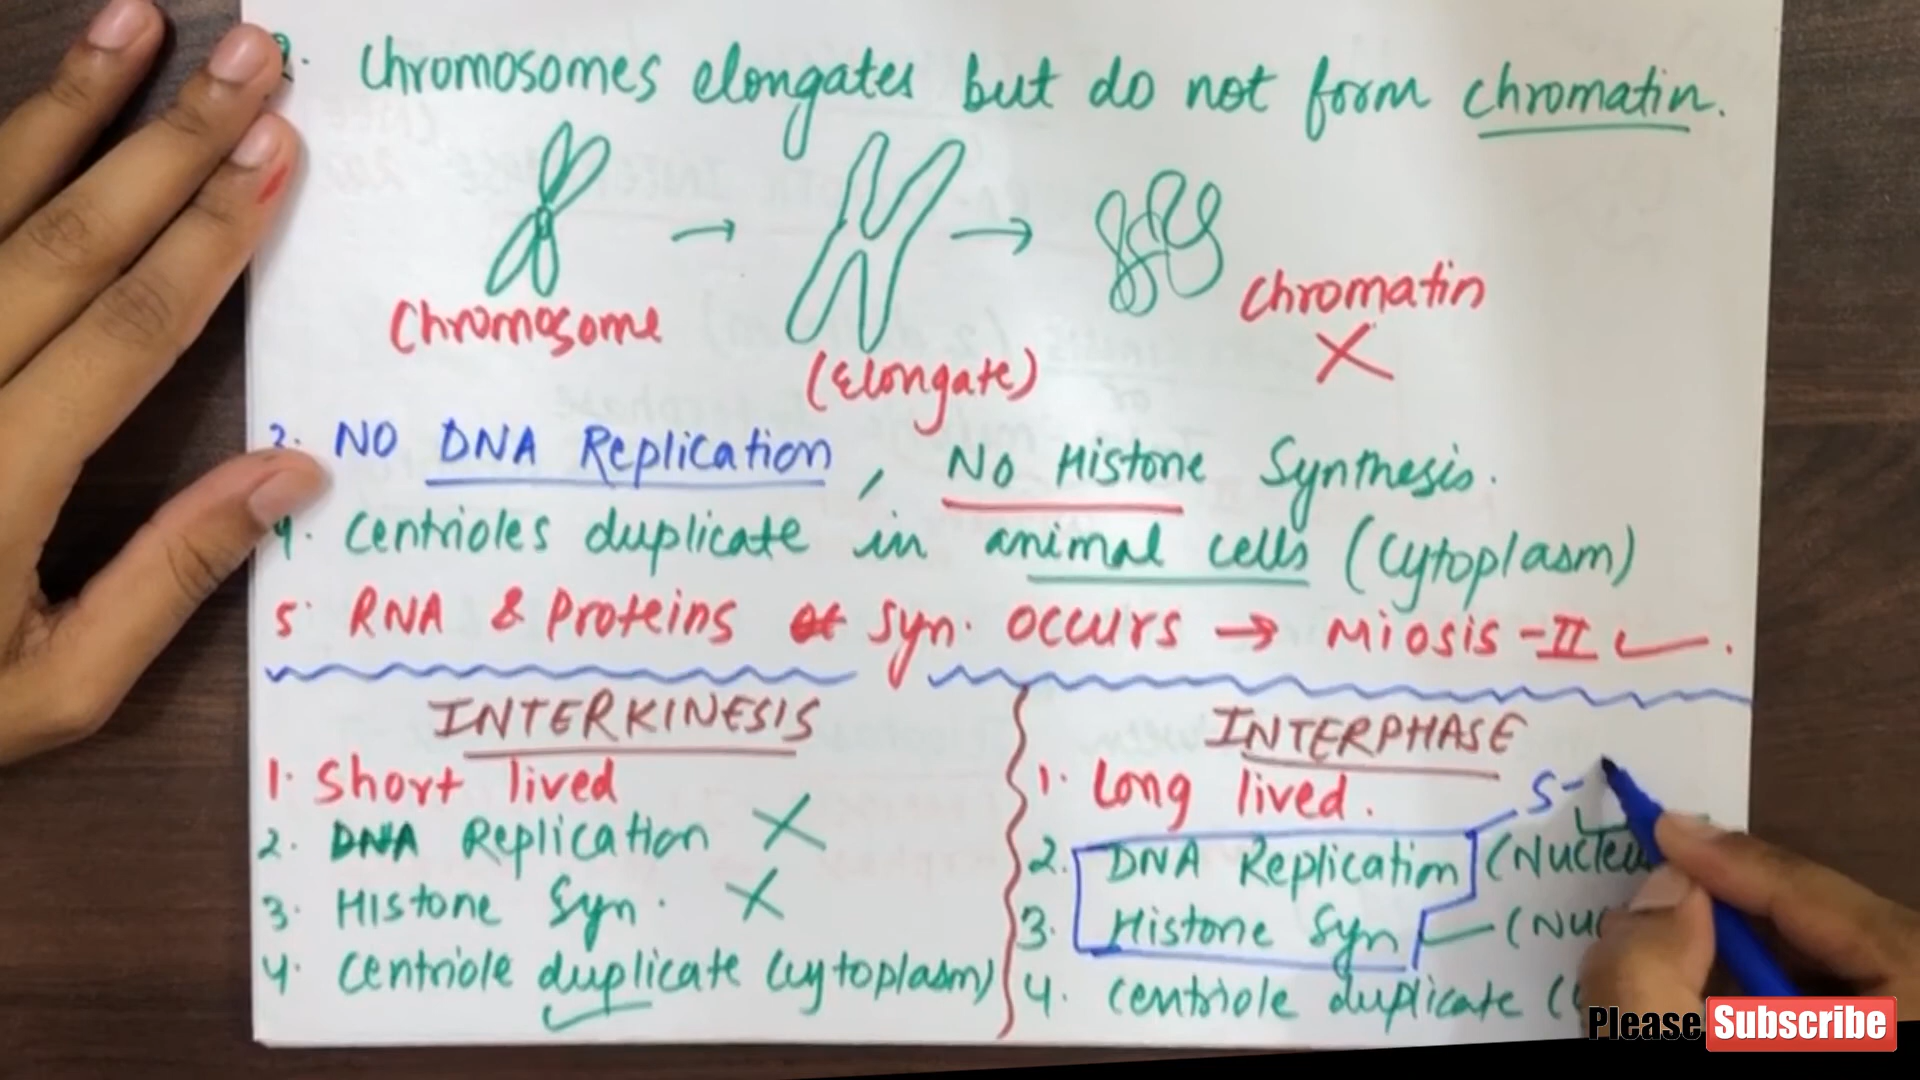 2. Chromosomes elongates but do not form chromatin.
Chromosome
(Elongate)
Chromatin
X
3. NO DNA Replication, No Histone Synthesis.
4. Centrioles duplicate in animal cells (Cytoplasm)
5. RNA & Proteins Syn. occurs → Miosis-II
INTERKINESIS
1. Short lived
2. DNA Replication X
3. Histone Syn. X
4. Centriole duplicate (cytoplasm)
INTERPHASE
1. Long lived.
S-
2. DNA Replication (Nucleu
3. Histone Syn (Nu
4. Centriole duplicate (
Please Subscribe